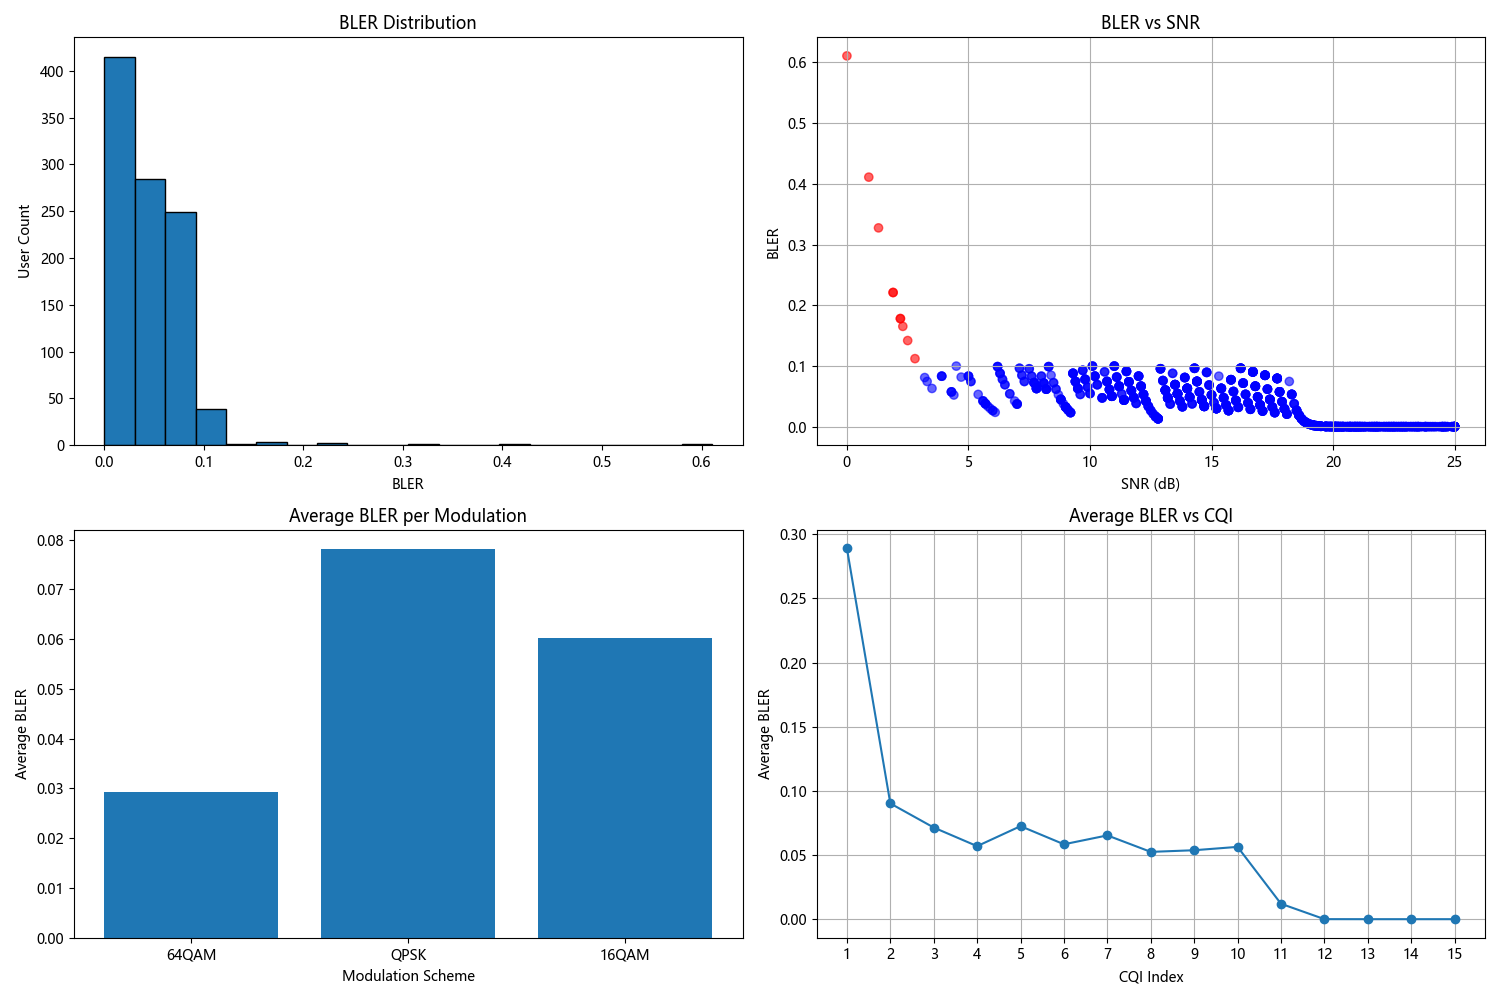 BLER Distribution
400
350
300
250
200
150
100
50
0
User Count
0.0 0.1 0.2 0.3 0.4 0.5 0.6
BLER
BLER vs SNR
0.6
0.5
0.4
0.3
0.2
0.1
0.0
BLER
0 5 10 15 20 25
SNR (dB)
Average BLER per Modulation
0.08
0.07
0.06
0.05
0.04
0.03
0.02
0.01
0.00
Average BLER
64QAM QPSK 16QAM
Modulation Scheme
Average BLER vs CQI
0.30
0.25
0.20
0.15
0.10
0.05
0.00
Average BLER
1 2 3 4 5 6 7 8 9 10 11 12 13 14 15
CQI Index